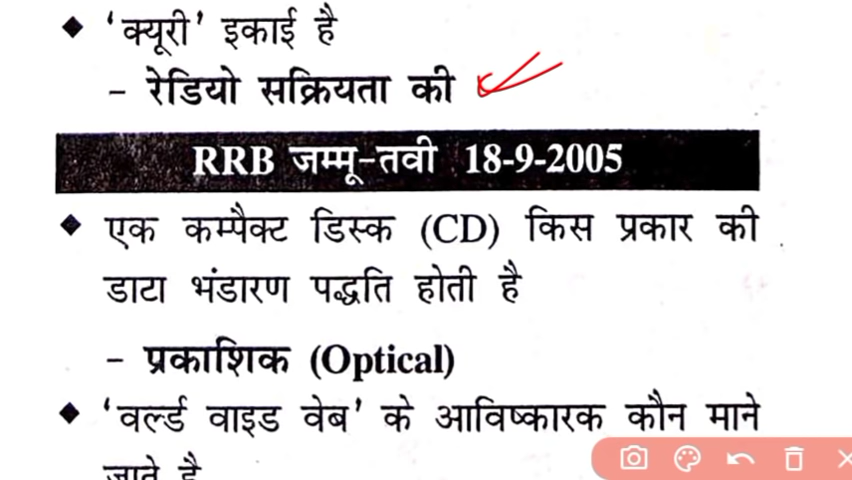 ◆ ‘क्यूरी’ इकाई है
– रेडियो सक्रियता की
RRB जम्मू-तवी 18-9-2005
◆ एक कम्पैक्ट डिस्क (CD) किस प्रकार की
डाटा भंडारण पद्धति होती है
– प्रकाशिक (Optical)
◆ ‘वर्ल्ड वाइड वेब’ के आविष्कारक कौन माने
जाते है